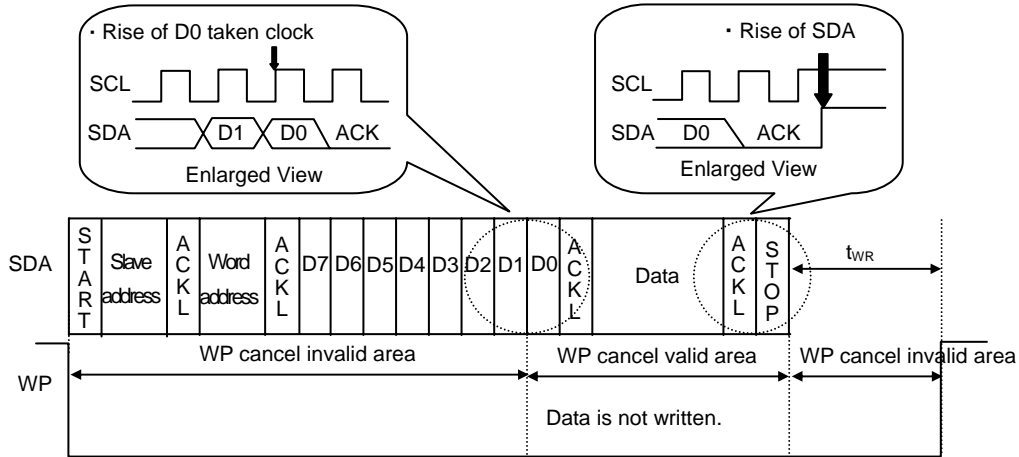 ・Rise of D0 taken clock
SCL
SDA D1 D0 ACK
Enlarged View
・Rise of SDA
SCL
SDA D0 ACK
Enlarged View
SDA START Slave address ACKL Word address ACKL D7 D6 D5 D4 D3 D2 D1 D0 ACKL Data ACKL STOP tWR
WP cancel invalid area WP cancel valid area WP cancel invalid area
WP
Data is not written.